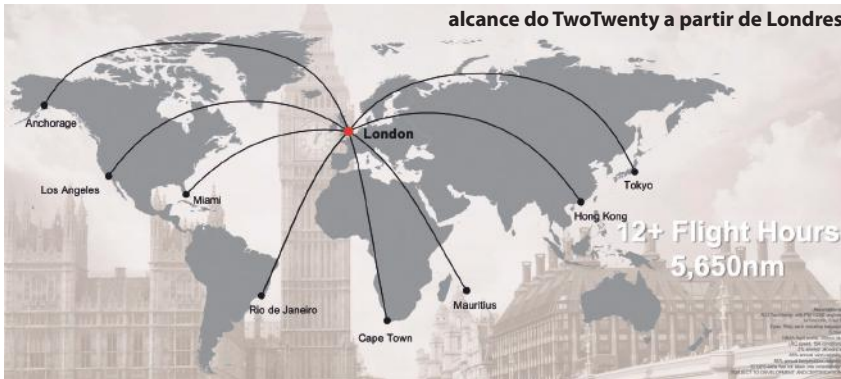 alcance do TwoTwenty a partir de Londres
Anchorage
London
Los Angeles
Miami
Tokyo
Hong Kong
12+ Flight Hours
5,650nm
Rio de Janeiro
Mauritius
Cape Town